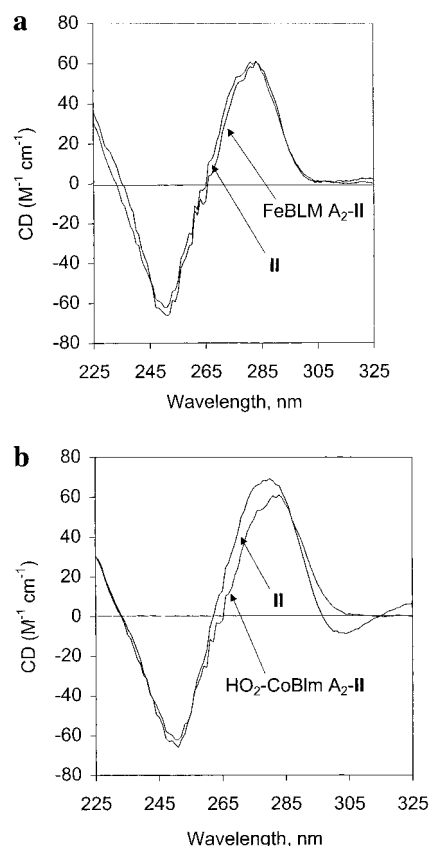 a
80
60
40
20
0
-20
-40
-60
-80
CD (M⁻¹ cm⁻¹)
FeBLM A₂-II
II
225 245 265 285 305 325
Wavelength, nm
b
80
60
40
20
0
-20
-40
-60
-80
CD (M⁻¹ cm⁻¹)
II
HO₂-CoBlm A₂-II
225 245 265 285 305 325
Wavelength, nm